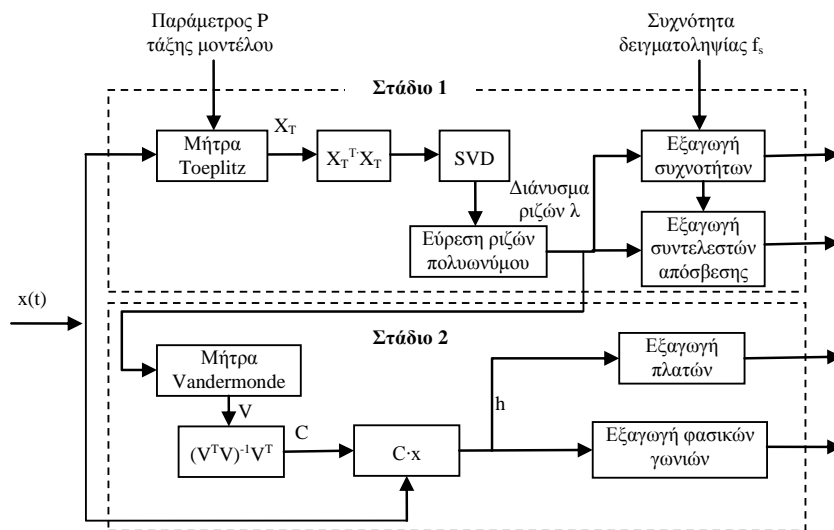 Παράμετρος P
τάξης μοντέλου
Συχνότητα
δειγματοληψίας fs
Στάδιο 1
Μήτρα
Toeplitz
XT
XT^T·XT
SVD
Διάνυσμα
ριζών λ
Εύρεση ριζών
πολυωνύμου
Εξαγωγή
συχνοτήτων
Εξαγωγή
συντελεστών
απόσβεσης
x(t)
Στάδιο 2
Μήτρα
Vandermonde
V
(V^TV)^-1V^T
C
C·x
h
Εξαγωγή
πλατών
Εξαγωγή φασικών
γωνιών